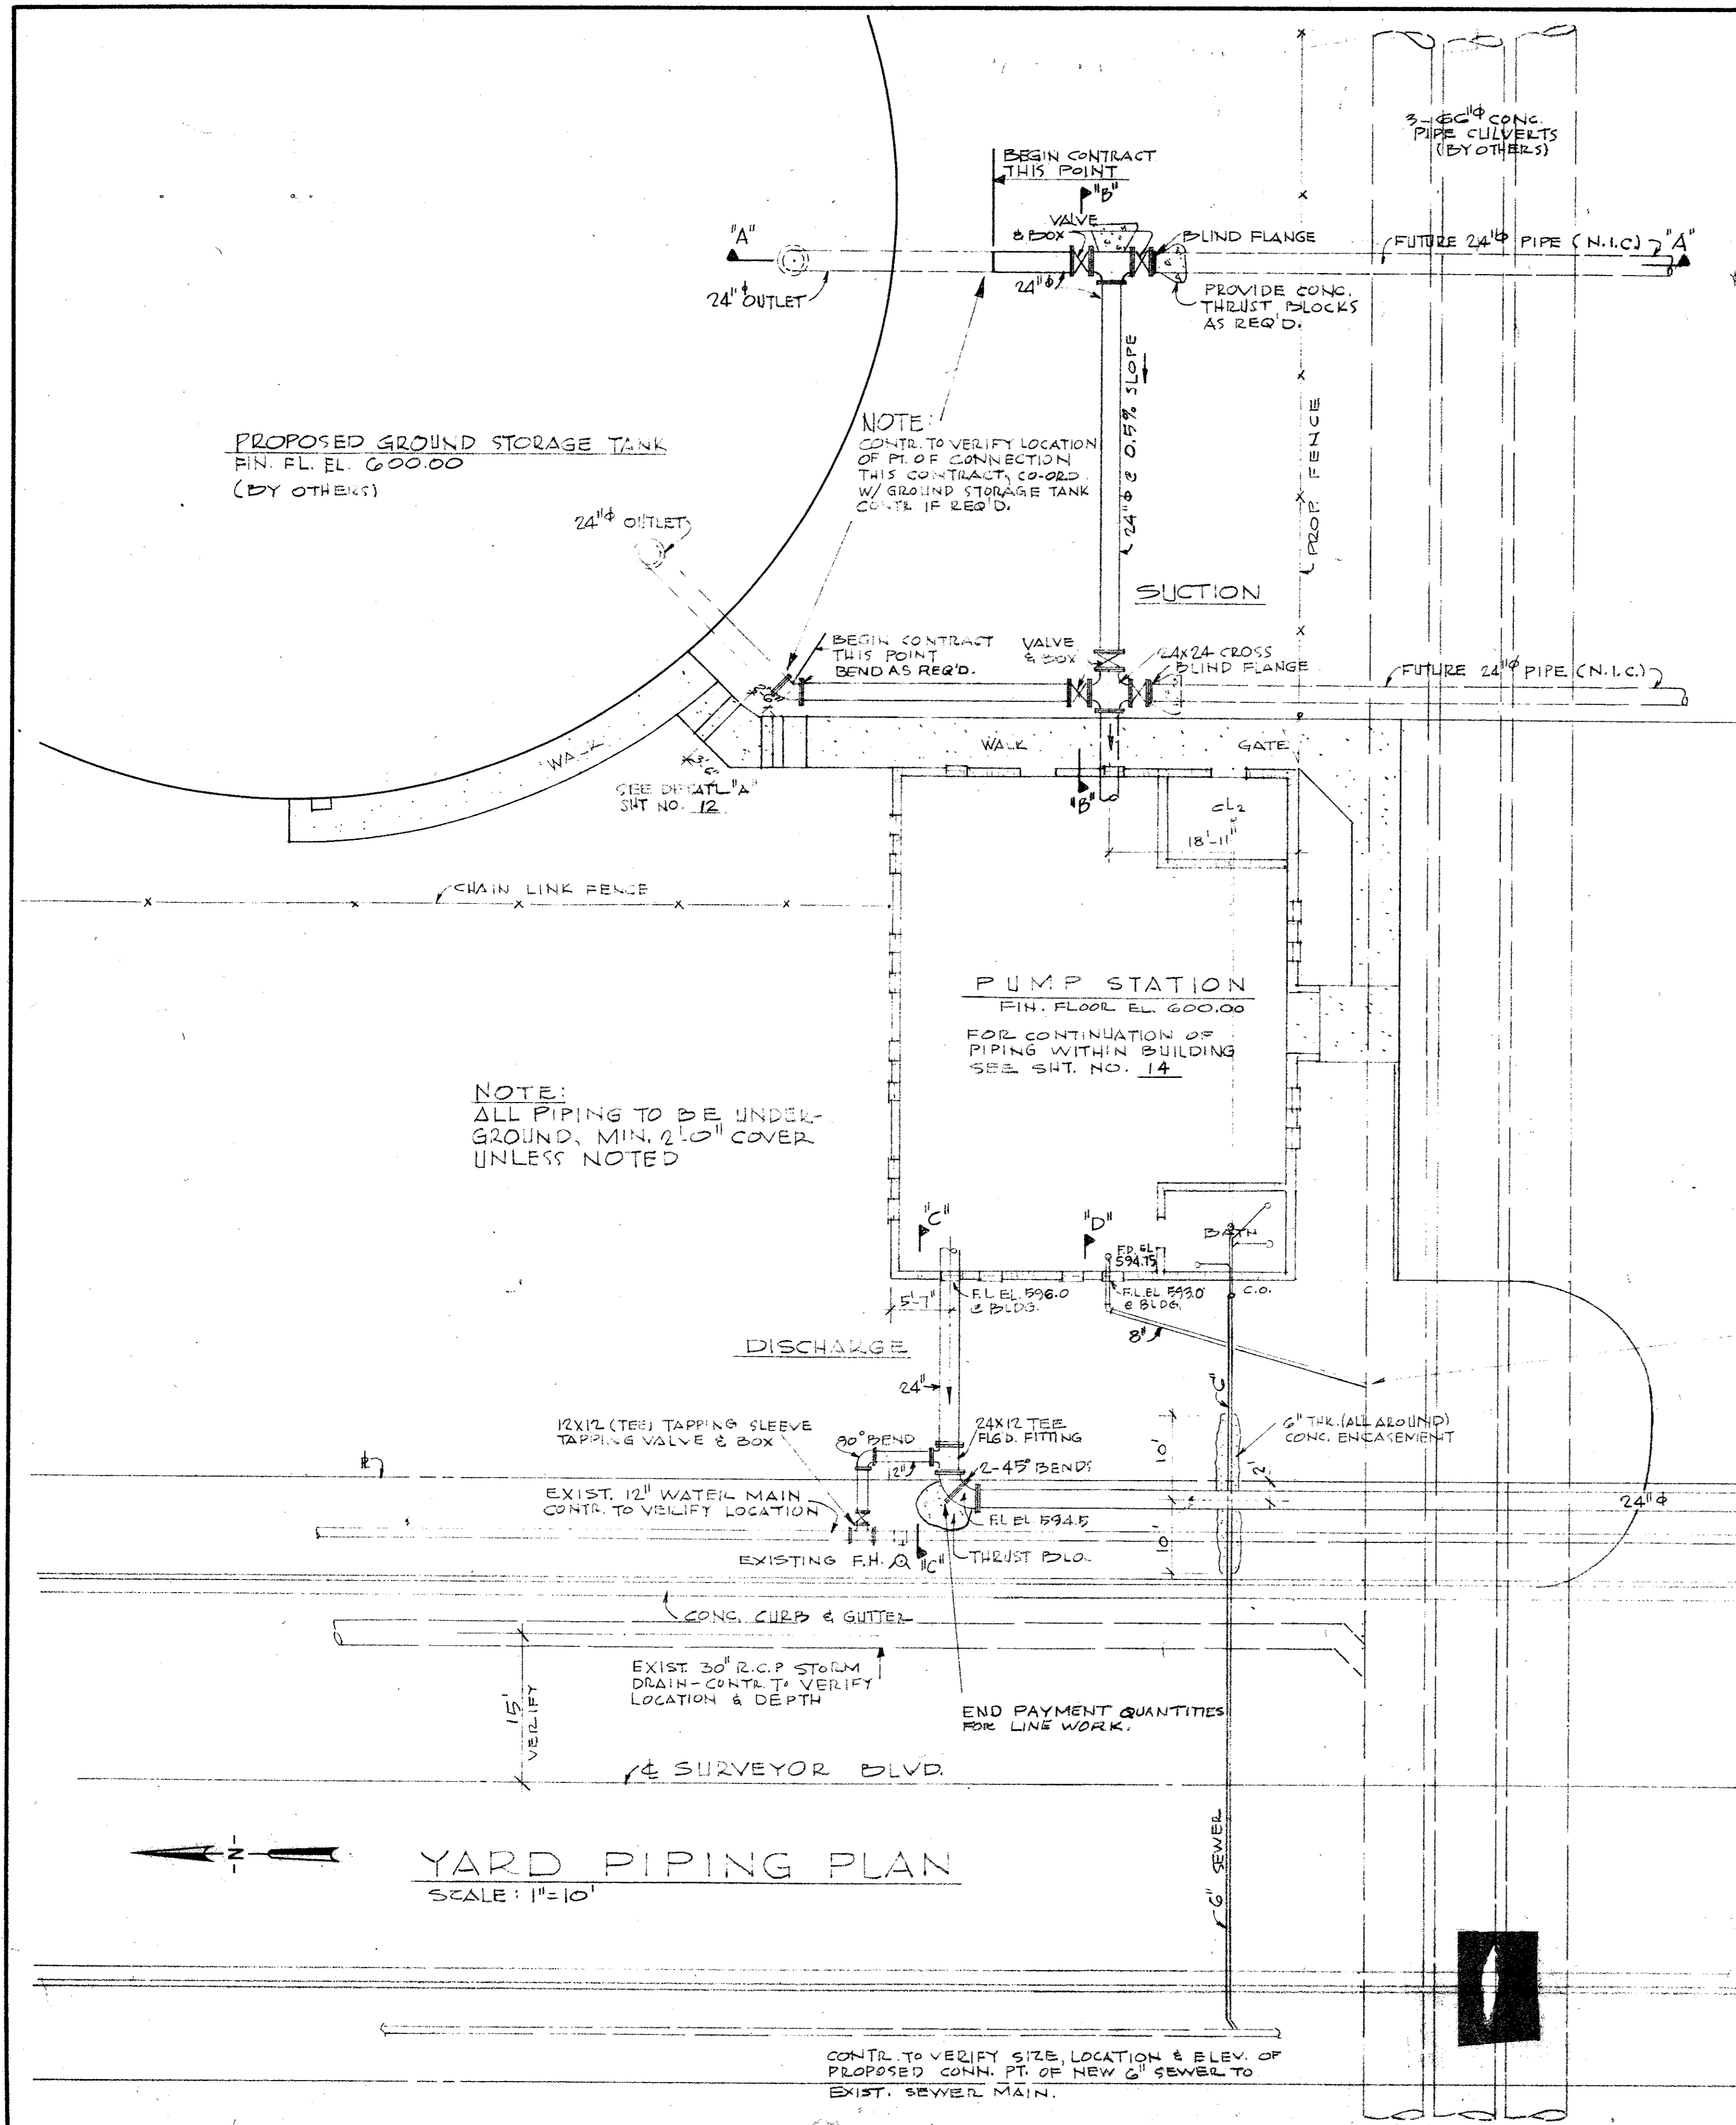 3-66"φ CONC.
PIPE CULVERTS
(BY OTHERS)
BEGIN CONTRACT
THIS POINT
"B"
VALVE
& BOX
BLIND FLANGE
"A"
FUTURE 24"φ PIPE (N.I.C.)
"A"
24"φ OUTLET
24"φ
PROVIDE CONC.
THRUST BLOCKS
AS REQ'D.
24"φ @ 0.5% SLOPE
PROP. FENCE
NOTE:
CONTR. TO VERIFY LOCATION
OF PT. OF CONNECTION
THIS CONTRACT, CO-ORD.
W/ GROUND STORAGE TANK
CONTR. IF REQ'D.
PROPOSED GROUND STORAGE TANK
FIN. FL. EL. 600.00
(BY OTHERS)
24"φ OUTLET
SUCTION
BEGIN CONTRACT
THIS POINT
BEND AS REQ'D.
VALVE
& BOX
24X24 CROSS
BLIND FLANGE
FUTURE 24"φ PIPE (N.I.C.)
WALK
WALK
GATE
SEE DETAIL "A"
SHT NO. 12
"B"
CL2
18'-11"
CHAIN LINK FENCE
PUMP STATION
FIN. FLOOR EL. 600.00
FOR CONTINUATION OF
PIPING WITHIN BUILDING
SEE SHT. NO. 14
NOTE:
ALL PIPING TO BE UNDER-
GROUND, MIN. 2'-0" COVER
UNLESS NOTED
"C"
"D"
BATH
F.D. EL.
594.75
5'-7"
F.L. EL. 596.0
@ BLDG.
F.L. EL. 593.0
@ BLDG.
C.O.
8"
DISCHARGE
24"
6"
12X12 (TEE) TAPPING SLEEVE
TAPPING VALVE & BOX
90° BEND
24X12 TEE
FLG'D. FITTING
6" THK. (ALL AROUND)
CONC. ENCASEMENT
10'
12"
2-45° BENDS
2'
EXIST. 12" WATER MAIN
CONTR. TO VERIFY LOCATION
24"φ
F.L. EL. 594.5
10'
EXISTING F.H.
"C"
THRUST BLO.
CONC. CURB & GUTTER
EXIST. 30" R.C.P STORM
DRAIN-CONTR. TO VERIFY
LOCATION & DEPTH
15'
VERIFY
END PAYMENT QUANTITIES
FOR LINE WORK.
℄ SURVEYOR BLVD.
N
YARD PIPING PLAN
SCALE: 1"=10'
6" SEWER
CONTR. TO VERIFY SIZE, LOCATION & ELEV. OF
PROPOSED CONN. PT. OF NEW 6" SEWER TO
EXIST. SEWER MAIN.